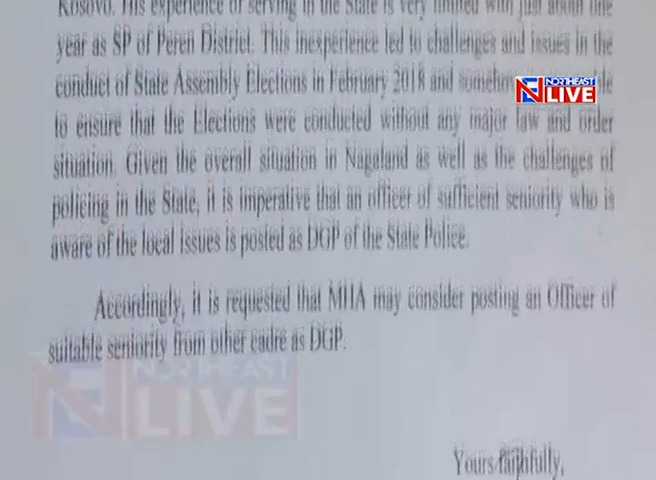 Kosovo. His experience of serving in the State is very limited with just about one
year as SP of Peren District. This inexperience led to challenges and issues in the
conduct of State Assembly Elections in February 2018 and
NORTHEAST
LIVE
to ensure that the Elections were conducted without any major law and order
situation. Given the overall situation in Nagaland as well as the challenges of
policing in the State, it is imperative that an officer of sufficient seniority who is
aware of the local issues is posted as DGP of the State Police.
Accordingly, it is requested that MHA may consider posting an Officer of
suitable seniority from other cadre as DGP.
NORTHEAST
LIVE
Yours faithfully,